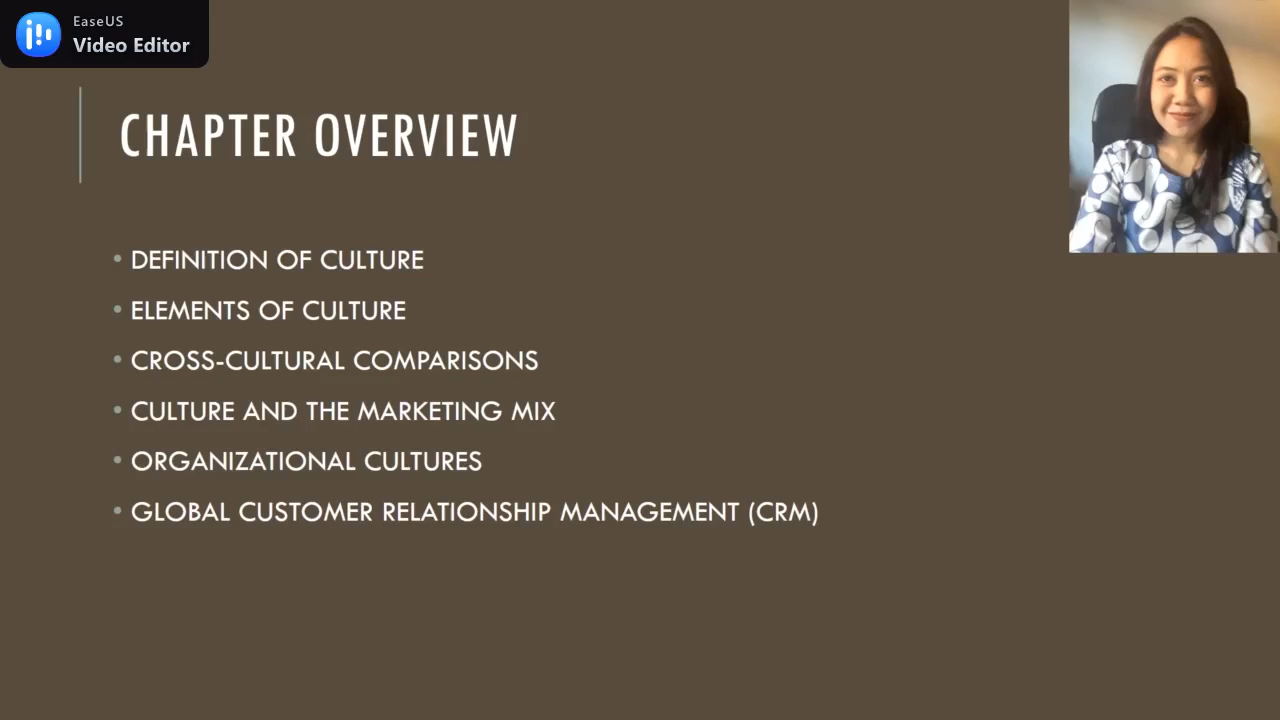 EaseUS
Video Editor
CHAPTER OVERVIEW
• DEFINITION OF CULTURE
• ELEMENTS OF CULTURE
• CROSS-CULTURAL COMPARISONS
• CULTURE AND THE MARKETING MIX
• ORGANIZATIONAL CULTURES
• GLOBAL CUSTOMER RELATIONSHIP MANAGEMENT (CRM)